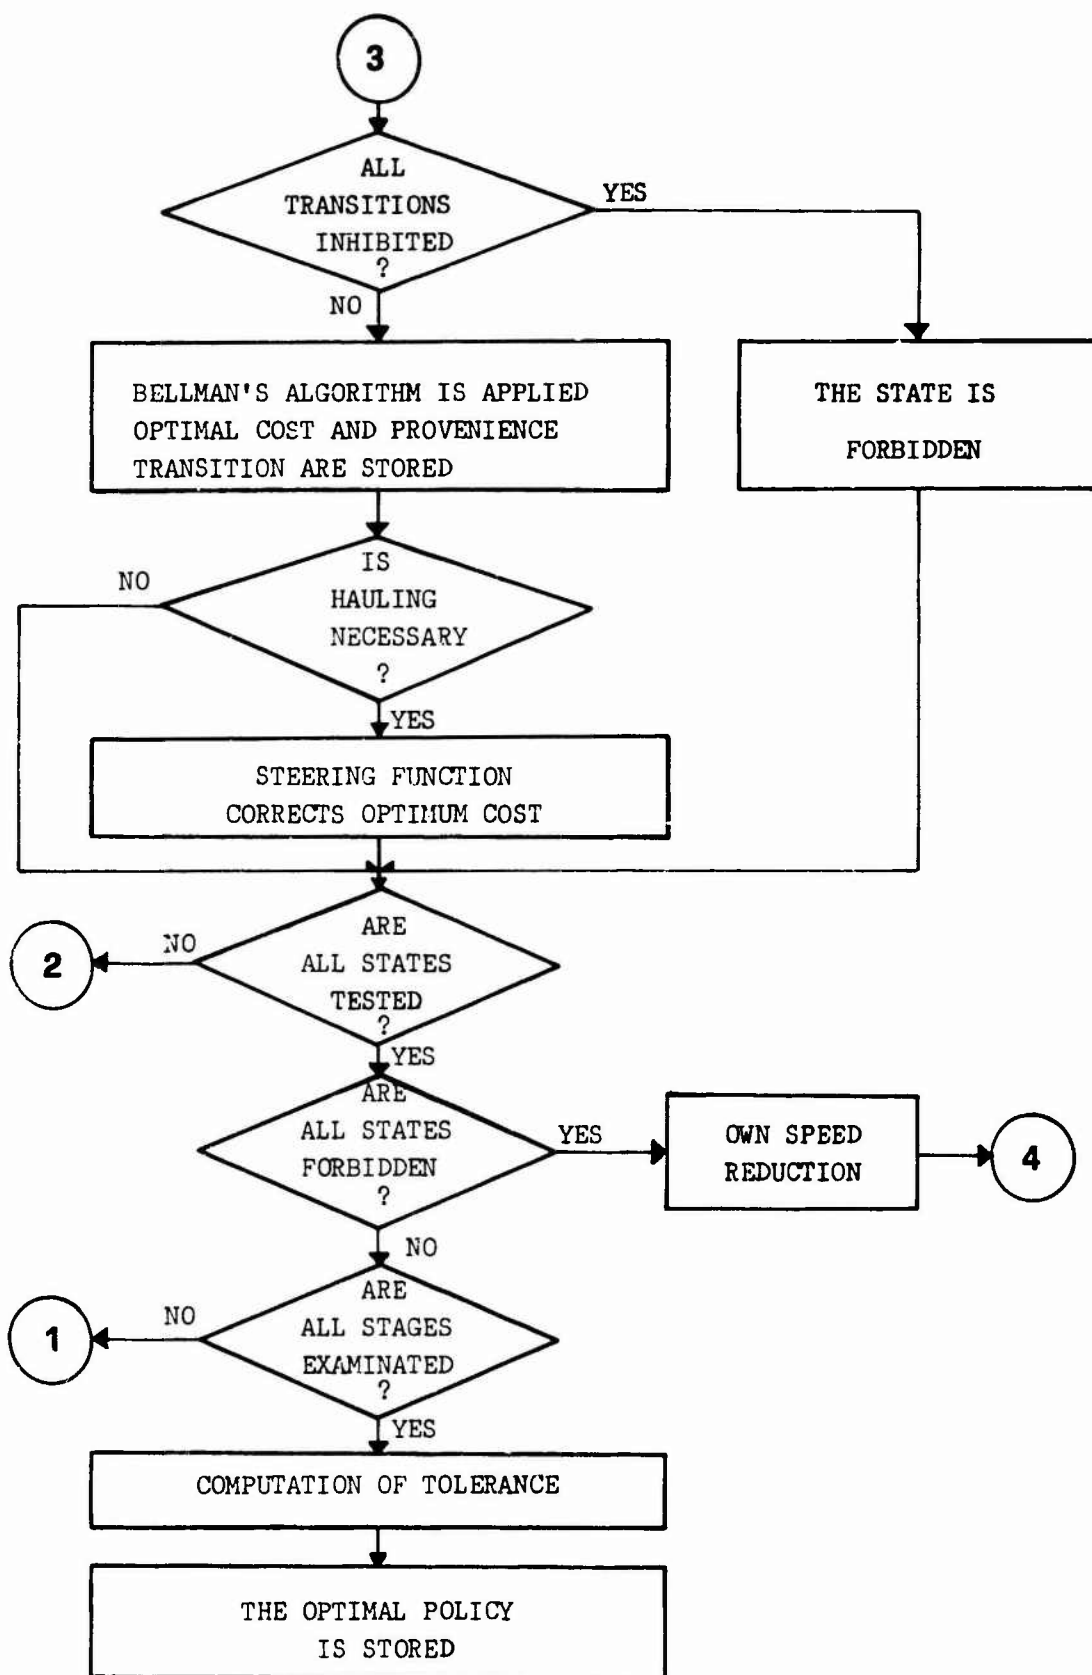 3
ALL
TRANSITIONS
INHIBITED
?
YES
NO
BELLMAN'S ALGORITHM IS APPLIED
OPTIMAL COST AND PROVENIENCE
TRANSITION ARE STORED
THE STATE IS
FORBIDDEN
IS
HAULING
NECESSARY
?
NO
YES
STEERING FUNCTION
CORRECTS OPTIMUM COST
ARE
ALL STATES
TESTED
?
NO
2
YES
ARE
ALL STATES
FORBIDDEN
?
YES
OWN SPEED
REDUCTION
4
NO
ARE
ALL STAGES
EXAMINATED
?
NO
1
YES
COMPUTATION OF TOLERANCE
THE OPTIMAL POLICY
IS STORED